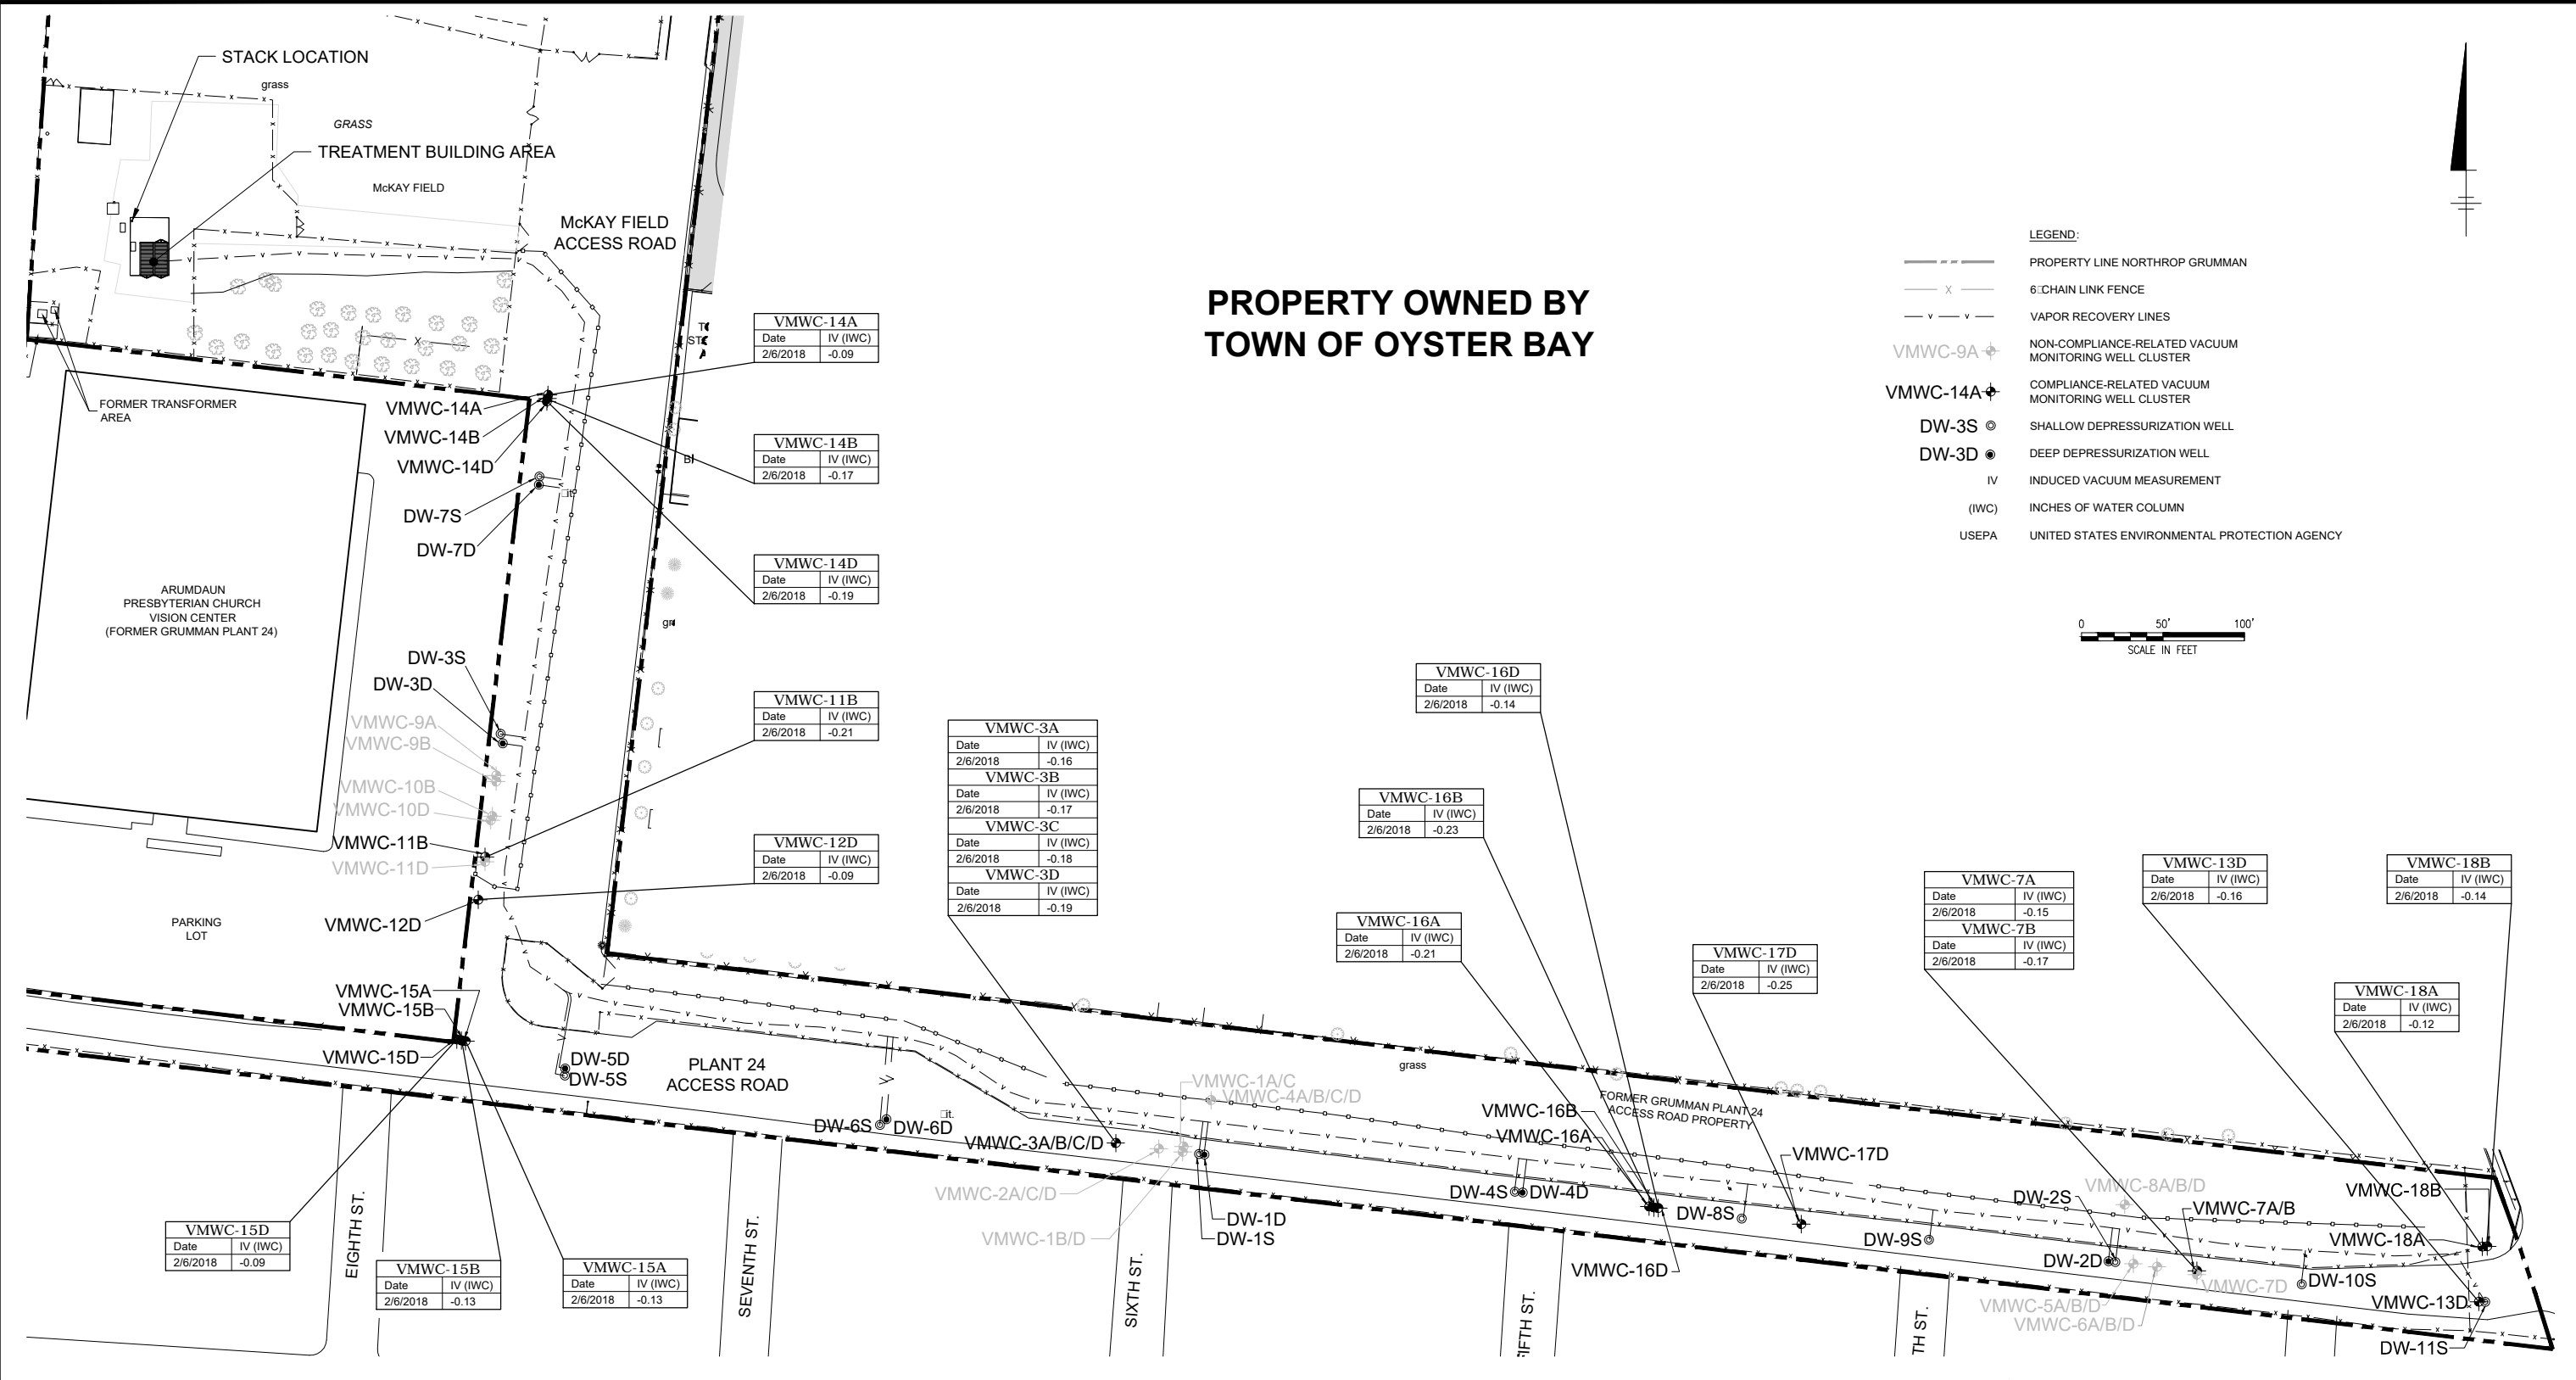 STACK LOCATION
grass
GRASS
TREATMENT BUILDING AREA
McKAY FIELD
McKAY FIELD
ACCESS ROAD
PROPERTY OWNED BY
TOWN OF OYSTER BAY
LEGEND:
PROPERTY LINE NORTHROP GRUMMAN
X
6 CHAIN LINK FENCE
V V
VAPOR RECOVERY LINES
VMWC-9A
NON-COMPLIANCE-RELATED VACUUM
MONITORING WELL CLUSTER
VMWC-14A
COMPLIANCE-RELATED VACUUM
MONITORING WELL CLUSTER
DW-3S
SHALLOW DEPRESSURIZATION WELL
DW-3D
DEEP DEPRESSURIZATION WELL
IV
INDUCED VACUUM MEASUREMENT
(IWC)
INCHES OF WATER COLUMN
USEPA
UNITED STATES ENVIRONMENTAL PROTECTION AGENCY
0 50' 100'
SCALE IN FEET
FORMER TRANSFORMER
AREA
VMWC-14A
VMWC-14B
VMWC-14D
DW-7S
DW-7D
ARUMDAUN
PRESBYTERIAN CHURCH
VISION CENTER
(FORMER GRUMMAN PLANT 24)
DW-3S
DW-3D
VMWC-9A
VMWC-9B
VMWC-10B
VMWC-10D
VMWC-11B
VMWC-11D
VMWC-12D
PARKING
LOT
VMWC-15A
VMWC-15B
VMWC-15D
VMWC-14A
Date IV (IWC)
2/6/2018 -0.09
VMWC-14B
Date IV (IWC)
2/6/2018 -0.17
VMWC-14D
Date IV (IWC)
2/6/2018 -0.19
VMWC-11B
Date IV (IWC)
2/6/2018 -0.21
VMWC-12D
Date IV (IWC)
2/6/2018 -0.09
VMWC-3A
Date IV (IWC)
2/6/2018 -0.16
VMWC-3B
Date IV (IWC)
2/6/2018 -0.17
VMWC-3C
Date IV (IWC)
2/6/2018 -0.18
VMWC-3D
Date IV (IWC)
2/6/2018 -0.19
VMWC-16D
Date IV (IWC)
2/6/2018 -0.14
VMWC-16B
Date IV (IWC)
2/6/2018 -0.23
VMWC-16A
Date IV (IWC)
2/6/2018 -0.21
VMWC-17D
Date IV (IWC)
2/6/2018 -0.25
VMWC-7A
Date IV (IWC)
2/6/2018 -0.15
VMWC-7B
Date IV (IWC)
2/6/2018 -0.17
VMWC-13D
Date IV (IWC)
2/6/2018 -0.16
VMWC-18B
Date IV (IWC)
2/6/2018 -0.14
VMWC-18A
Date IV (IWC)
2/6/2018 -0.12
DW-5D
DW-5S
PLANT 24
ACCESS ROAD
DW-6S
DW-6D
VMWC-3A/B/C/D
VMWC-1A/C
VMWC-4A/B/C/D
VMWC-2A/C/D
VMWC-1B/D
DW-1D
DW-1S
grass
FORMER GRUMMAN PLANT 24
ACCESS ROAD PROPERTY
VMWC-16B
VMWC-16A
DW-4S
DW-4D
VMWC-16D
DW-8S
VMWC-17D
DW-9S
DW-2S
DW-2D
VMWC-8A/B/D
VMWC-7A/B
VMWC-7D
VMWC-5A/B/D
VMWC-6A/B/D
DW-10S
VMWC-18B
VMWC-18A
VMWC-13D
DW-11S
VMWC-15D
Date IV (IWC)
2/6/2018 -0.09
VMWC-15B
Date IV (IWC)
2/6/2018 -0.13
VMWC-15A
Date IV (IWC)
2/6/2018 -0.13
EIGHTH ST.
SEVENTH ST.
SIXTH ST.
FIFTH ST.
TH ST.